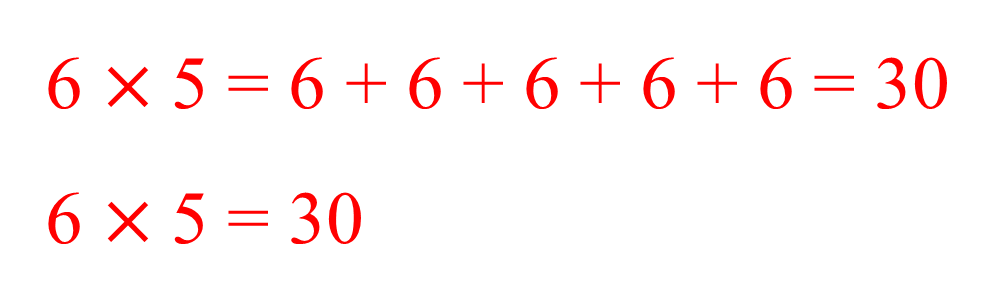 6 × 5 = 6 + 6 + 6 + 6 + 6 = 30
6 × 5 = 30